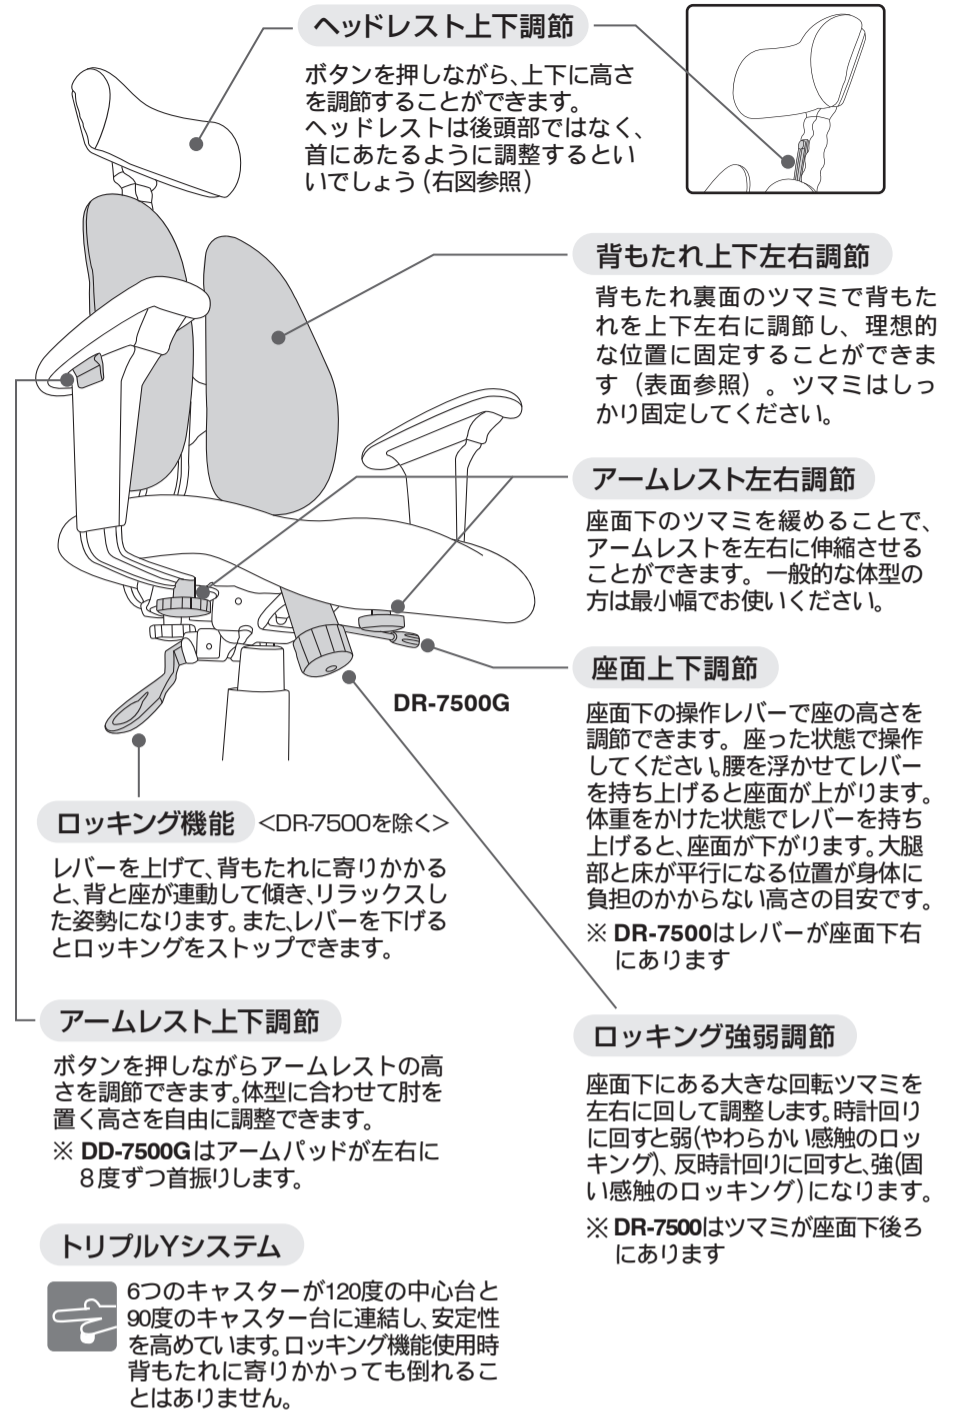 ヘッドレスト上下調節
ボタンを押しながら、上下に高さ
を調節することができます。
ヘッドレストは後頭部ではなく、
首にあたるように調整するとい
いでしょう（右図参照）
背もたれ上下左右調節
背もたれ裏面のツマミで背もた
れを上下左右に調節し、理想的
な位置に固定することができま
す（表面参照）。ツマミはしっ
かり固定してください。
アームレスト左右調節
座面下のツマミを緩めることで、
アームレストを左右に伸縮させる
ことができます。一般的な体型の
方は最小幅でお使いください。
座面上下調節
座面下の操作レバーで座の高さを
調節できます。座った状態で操作
してください。腰を浮かせてレバー
を持ち上げると座面が上がります。
体重をかけた状態でレバーを持ち
上げると、座面が下がります。大腿
部と床が平行になる位置が身体に
負担のかからない高さの目安です。
※ DR-7500はレバーが座面下右
にあります
DR-7500G
ロッキング機能 <DR-7500を除く>
レバーを上げて、背もたれに寄りかかる
と、背と座が連動して傾き、リラックスし
た姿勢になります。また、レバーを下げる
とロッキングをストップできます。
アームレスト上下調節
ボタンを押しながらアームレストの高
さを調節できます。体型に合わせて肘を
置く高さを自由に調整できます。
※ DD-7500Gはアームパッドが左右に
8度ずつ首振りします。
ロッキング強弱調節
座面下にある大きな回転ツマミを
左右に回して調整します。時計回り
に回すと弱(やわらかい感触のロッ
キング)、反時計回りに回すと、強(固
い感触のロッキング)になります。
※ DR-7500はツマミが座面下後ろ
にあります
トリプルYシステム
6つのキャスターが120度の中心台と
90度のキャスター台に連結し、安定性
を高めています。ロッキング機能使用時
背もたれに寄りかかっても倒れるこ
とはありません。